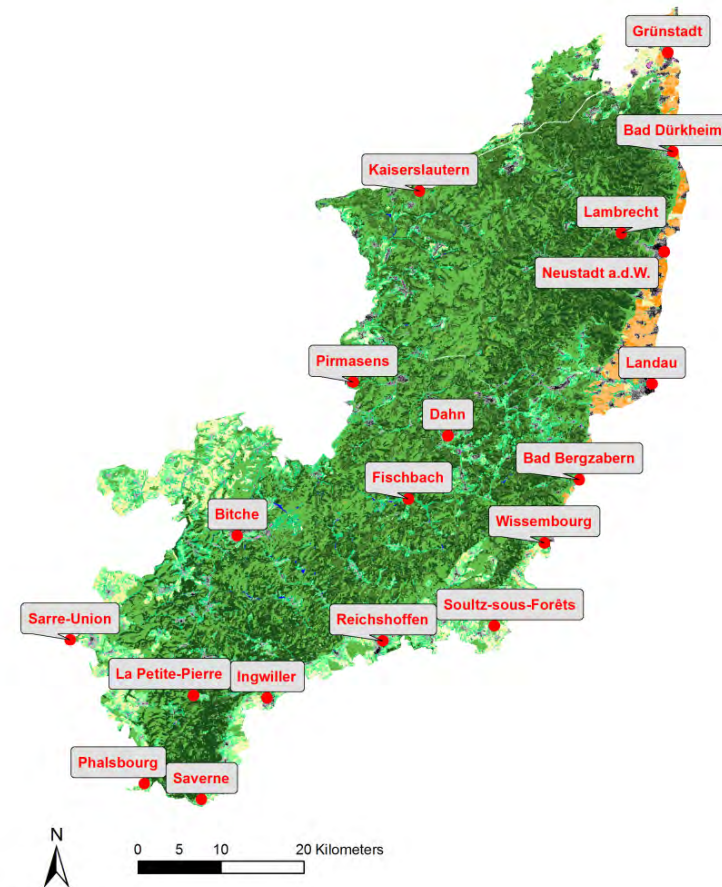 Grünstadt
Bad Dürkheim
Kaiserslautern
Lambrecht
Neustadt a.d.W.
Pirmasens
Landau
Dahn
Bad Bergzabern
Fischbach
Bitche
Wissembourg
Sarre-Union
Reichshoffen
Soultz-sous-Forêts
La Petite-Pierre
Ingwiller
Phalsbourg
Saverne
N
0 5 10 20 Kilometers